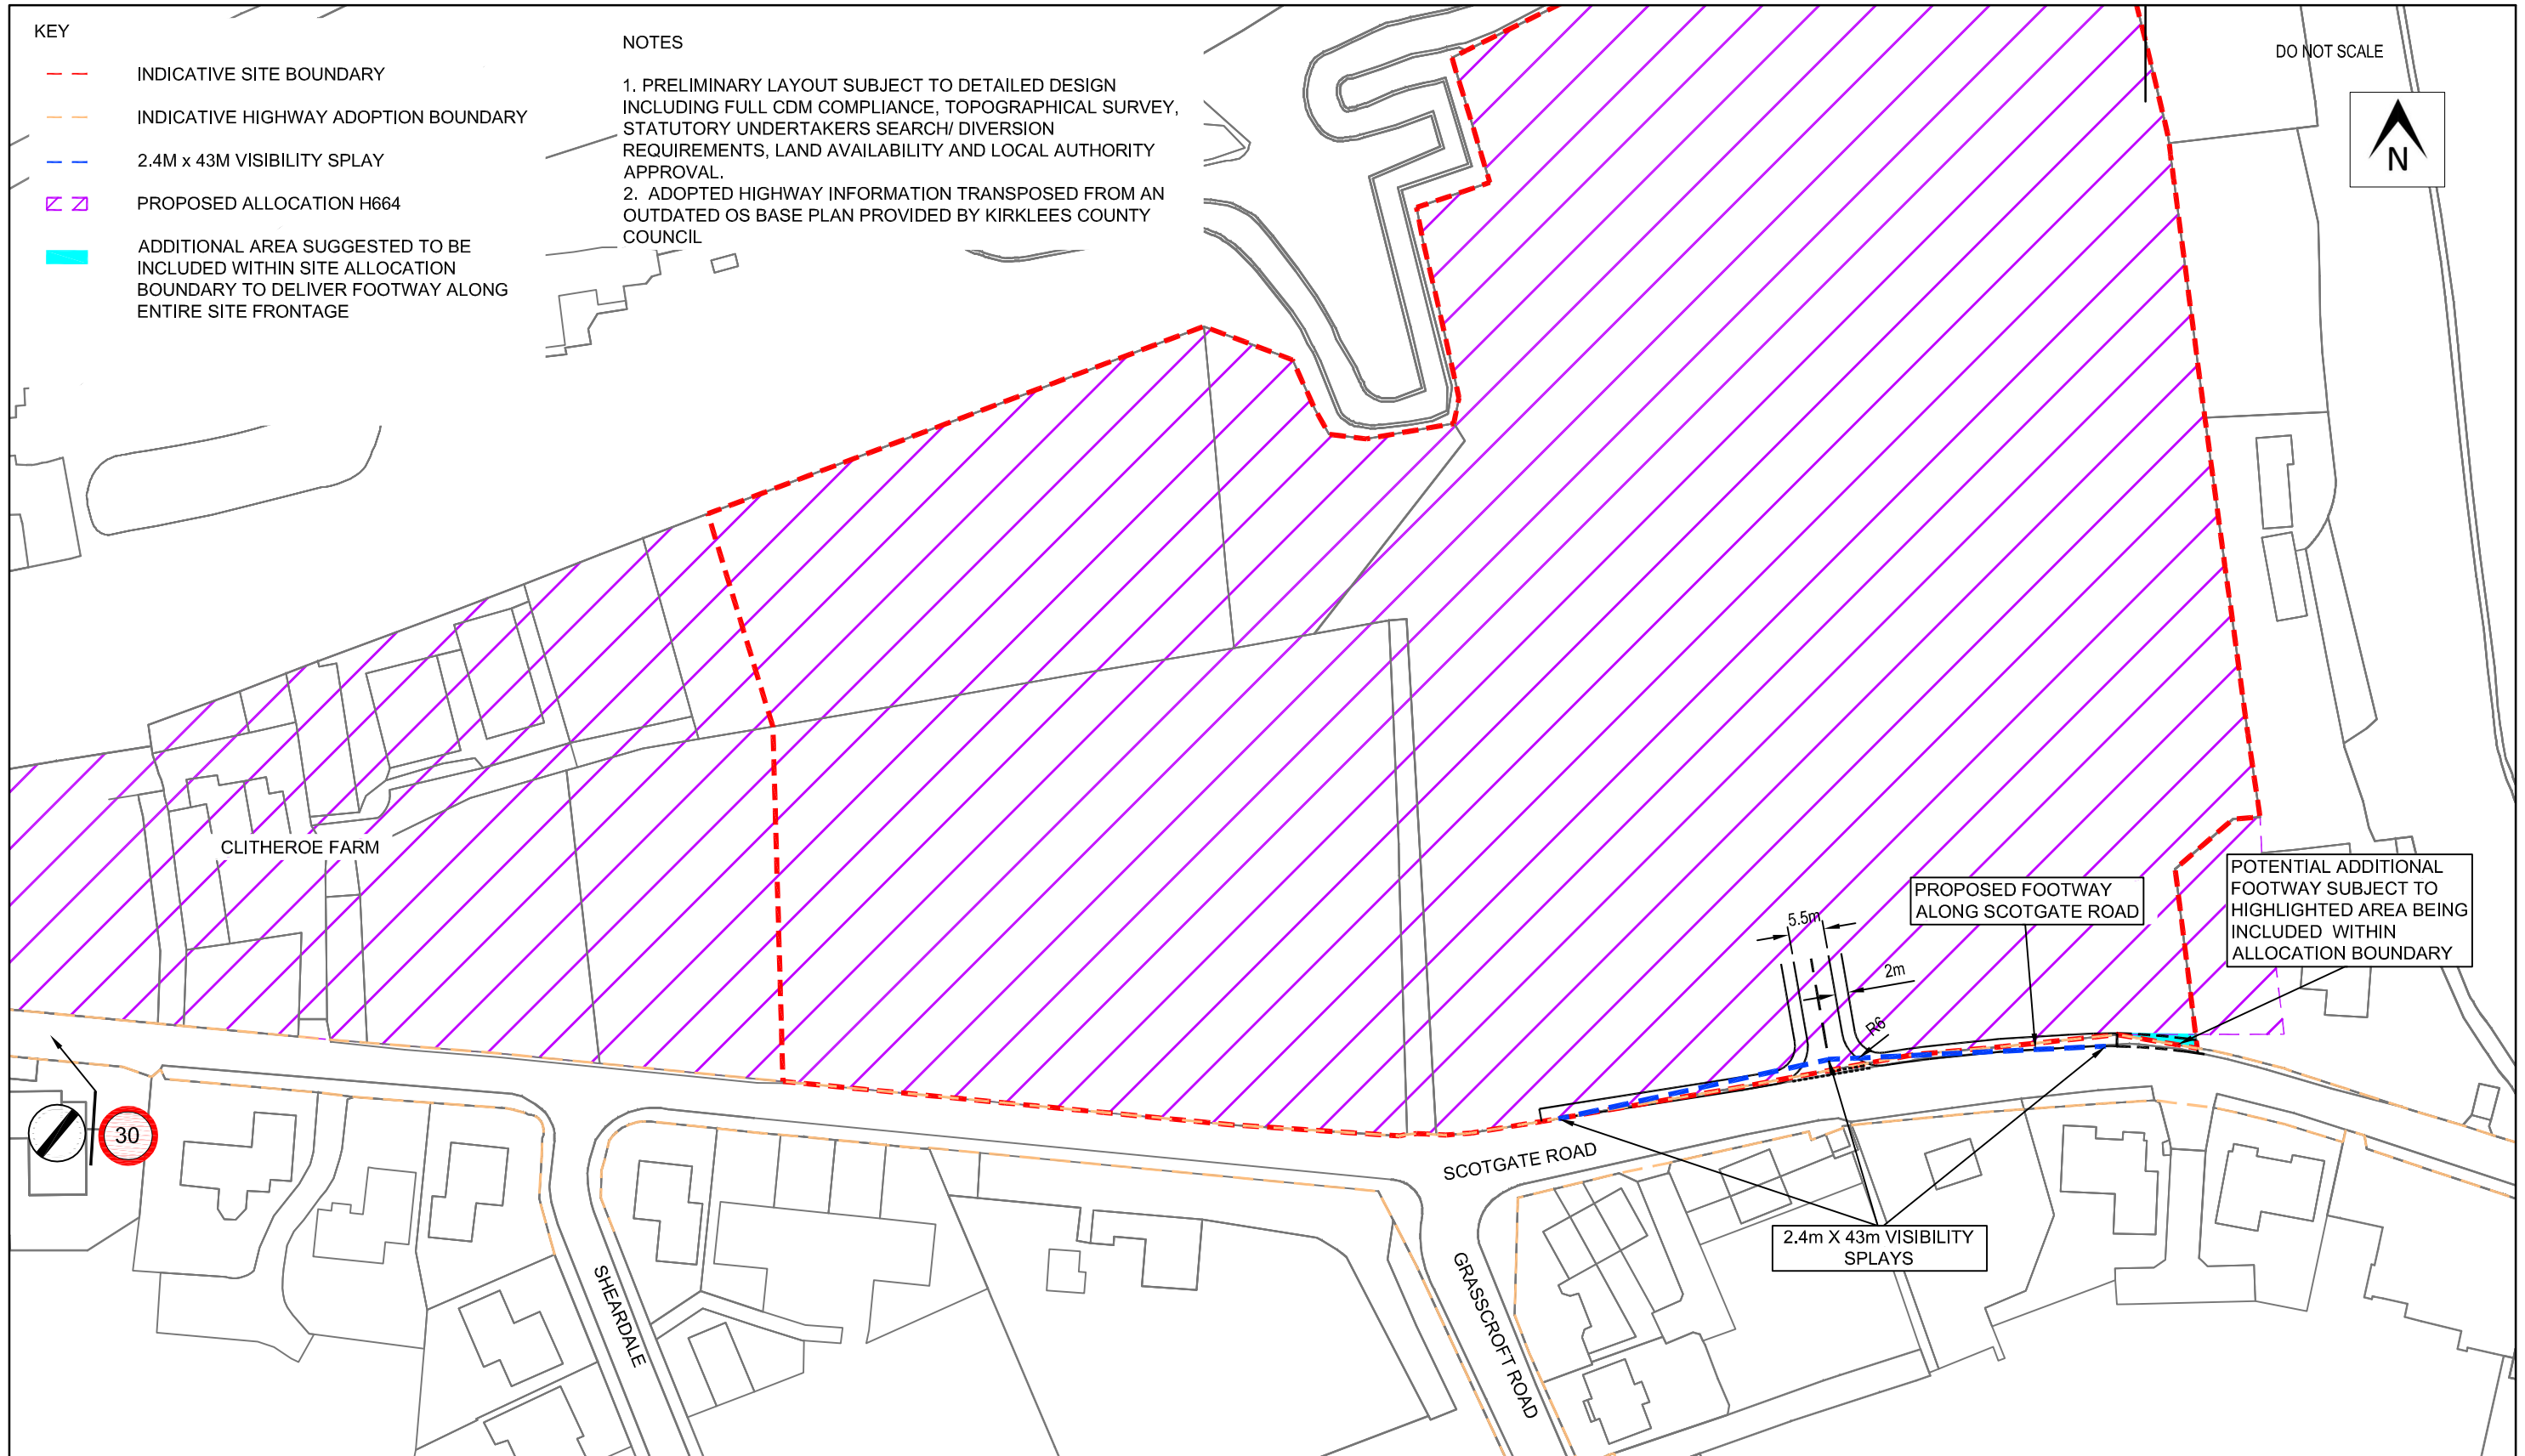 KEY
INDICATIVE SITE BOUNDARY
INDICATIVE HIGHWAY ADOPTION BOUNDARY
2.4M x 43M VISIBILITY SPLAY
PROPOSED ALLOCATION H664
ADDITIONAL AREA SUGGESTED TO BE
INCLUDED WITHIN SITE ALLOCATION
BOUNDARY TO DELIVER FOOTWAY ALONG
ENTIRE SITE FRONTAGE
NOTES
1. PRELIMINARY LAYOUT SUBJECT TO DETAILED DESIGN
INCLUDING FULL CDM COMPLIANCE, TOPOGRAPHICAL SURVEY,
STATUTORY UNDERTAKERS SEARCH/ DIVERSION
REQUIREMENTS, LAND AVAILABILITY AND LOCAL AUTHORITY
APPROVAL.
2. ADOPTED HIGHWAY INFORMATION TRANSPOSED FROM AN
OUTDATED OS BASE PLAN PROVIDED BY KIRKLEES COUNTY
COUNCIL
DO NOT SCALE
N
CLITHEROE FARM
PROPOSED FOOTWAY
ALONG SCOTGATE ROAD
POTENTIAL ADDITIONAL
FOOTWAY SUBJECT TO
HIGHLIGHTED AREA BEING
INCLUDED WITHIN
ALLOCATION BOUNDARY
5.5m
2m
R6
30
SCOTGATE ROAD
2.4m X 43m VISIBILITY
SPLAYS
SHEARDALE
GRASSCROFT ROAD